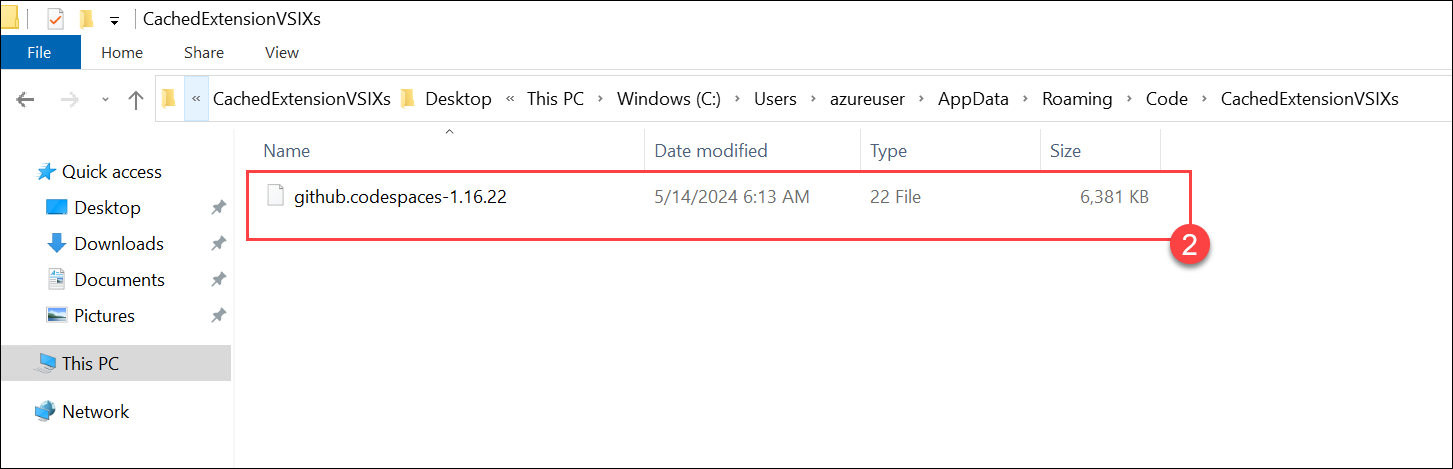 CachedExtensionVSIXs
File Home Share View
« CachedExtensionVSIXs Desktop « This PC › Windows (C:) › Users › azureuser › AppData › Roaming › Code › CachedExtensionVSIXs
Name Date modified Type Size
Quick access
github.codespaces-1.16.22 5/14/2024 6:13 AM 22 File 6,381 KB
Desktop
2
Downloads
Documents
Pictures
This PC
Network